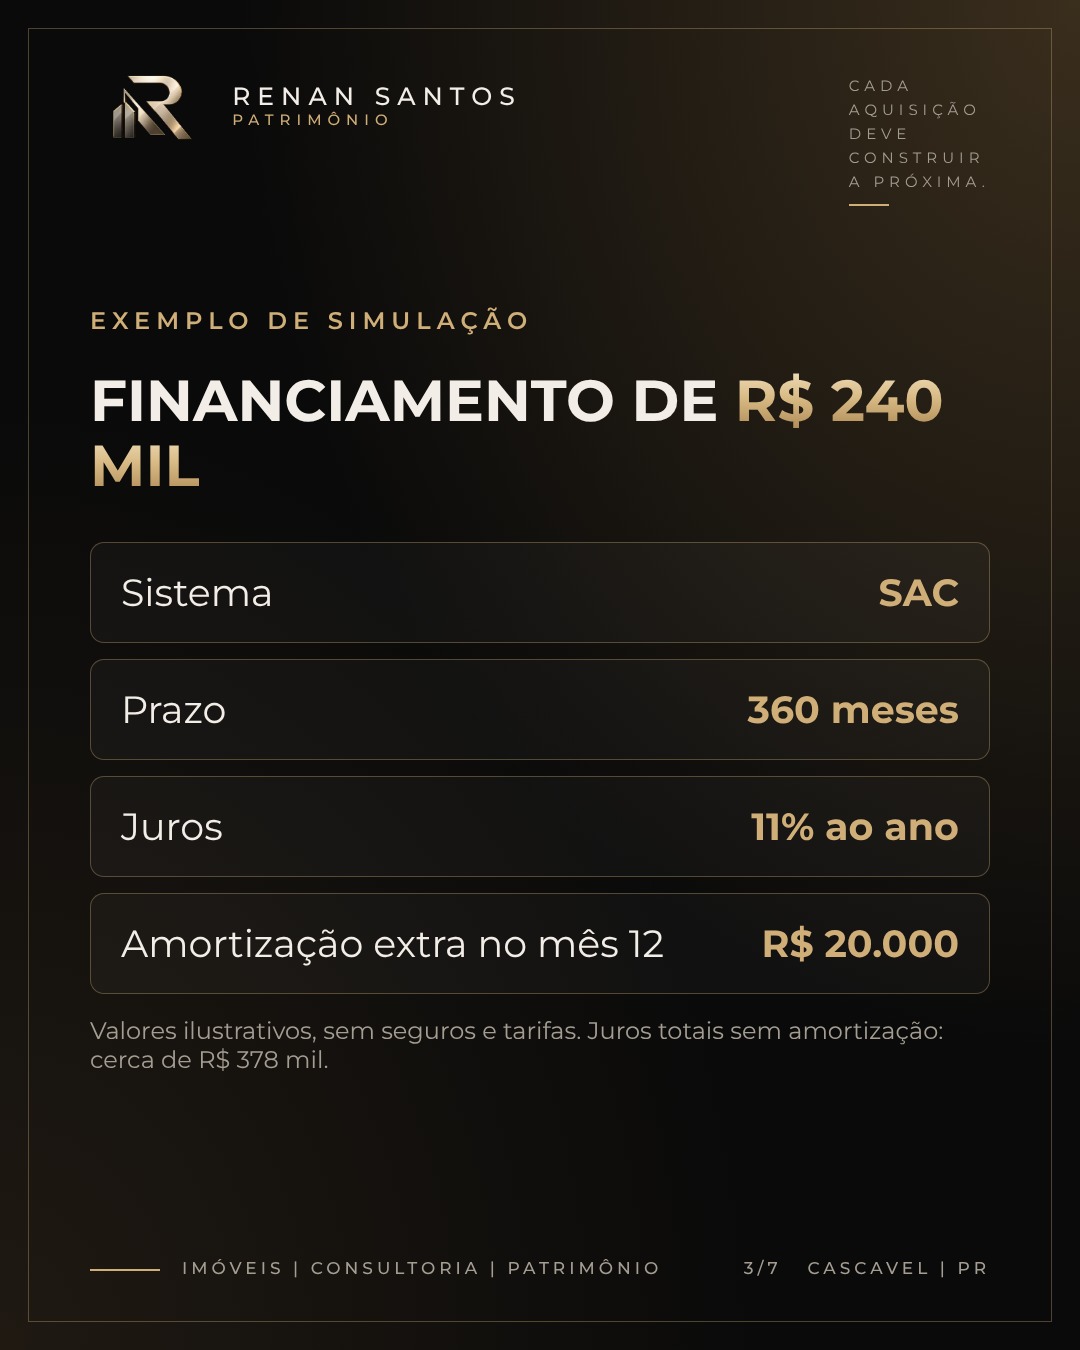 RENAN SANTOS
PATRIMÔNIO
CADA
AQUISIÇÃO
DEVE
CONSTRUIR
A PRÓXIMA.
EXEMPLO DE SIMULAÇÃO
FINANCIAMENTO DE R$ 240
MIL
Sistema SAC
Prazo 360 meses
Juros 11% ao ano
Amortização extra no mês 12 R$ 20.000
Valores ilustrativos, sem seguros e tarifas. Juros totais sem amortização:
cerca de R$ 378 mil.
IMÓVEIS | CONSULTORIA | PATRIMÔNIO 3/7 CASCAVEL | PR